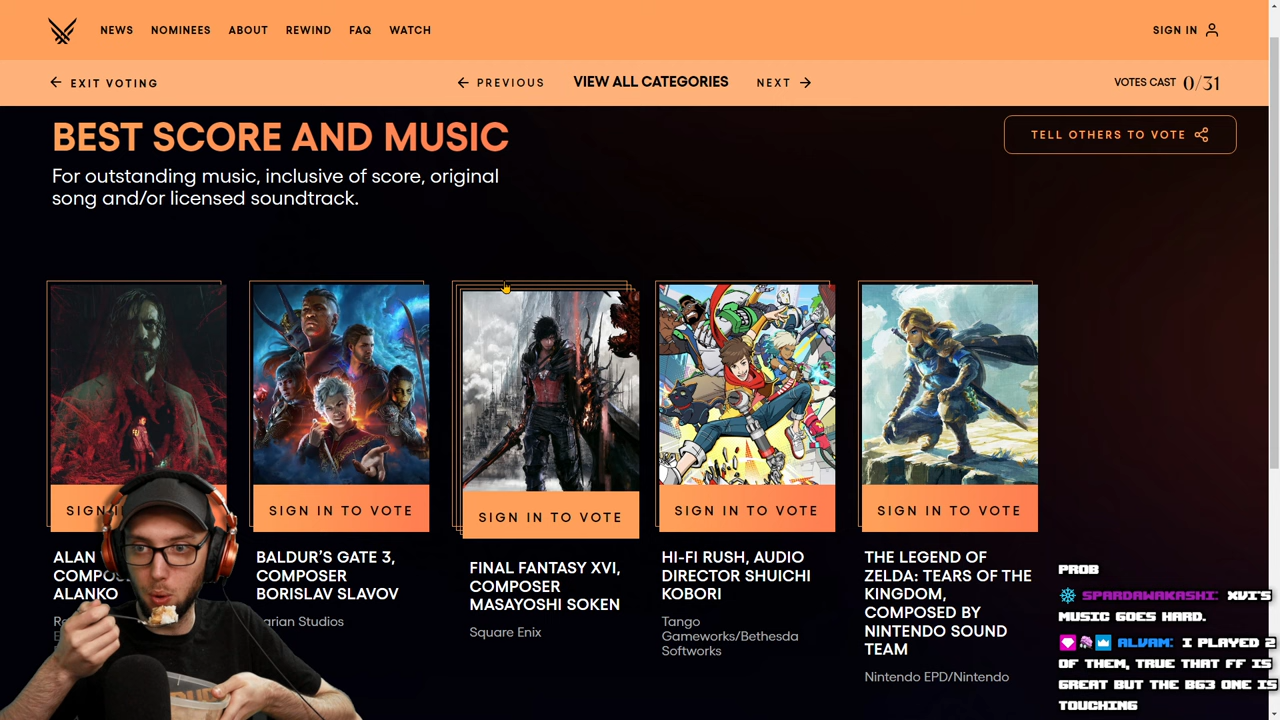 NEWS NOMINEES ABOUT REWIND FAQ WATCH SIGN IN
EXIT VOTING PREVIOUS VIEW ALL CATEGORIES NEXT VOTES CAST 0/31
BEST SCORE AND MUSIC
TELL OTHERS TO VOTE
For outstanding music, inclusive of score, original
song and/or licensed soundtrack.
SIGN
ALAN
ALANKO
SIGN IN TO VOTE
BALDUR'S GATE 3,
COMPOSER
BORISLAV SLAVOV
Studios
SIGN IN TO VOTE
FINAL FANTASY XVI,
COMPOSER
MASAYOSHI SOKEN
Square Enix
SIGN IN TO VOTE
HI-FI RUSH, AUDIO
DIRECTOR SHUICHI
KOBORI
Tango
Gameworks/Bethesda
Softworks
SIGN IN TO VOTE
THE LEGEND OF
ZELDA: TEARS OF THE
KINGDOM,
COMPOSED BY
NINTENDO SOUND
TEAM
Nintendo EPD/Nintendo
PROB
SPARDAWAKASHI: XVI'S
MUSIC GOES HARD.
ALVAM: I PLAYED 2
OF THEM, TRUE THAT FF IS
GREAT BUT THE BG3 ONE IS
TOUCHING